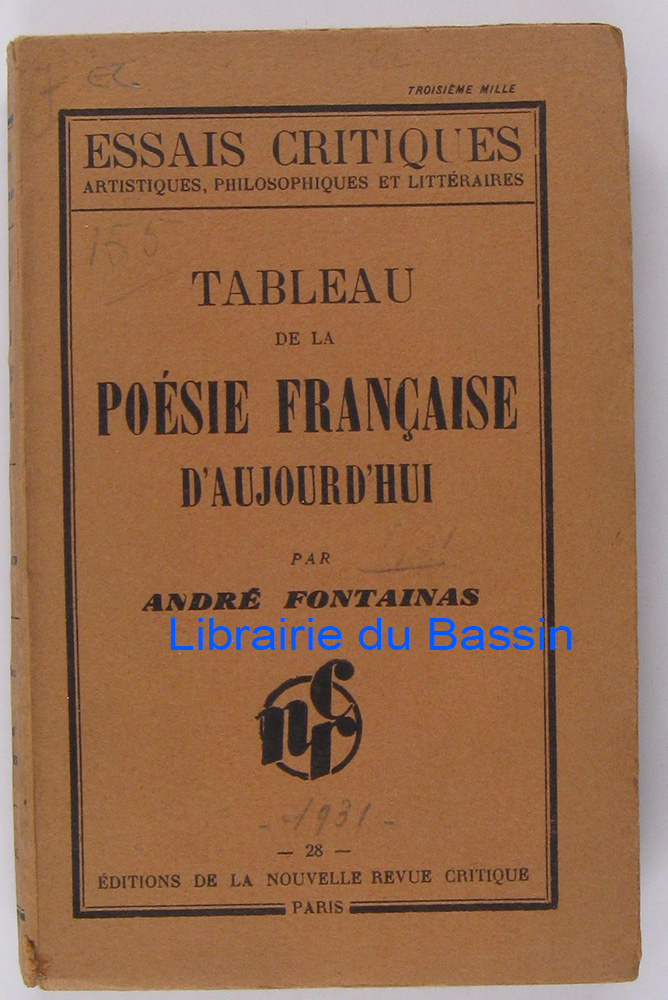 TROISIÈME MILLE
ESSAIS CRITIQUES
ARTISTIQUES, PHILOSOPHIQUES ET LITTÉRAIRES
155
TABLEAU
DE LA
POÉSIE FRANÇAISE
D'AUJOURD'HUI
PAR
ANDRÉ FONTAINAS
Librairie du Bassin
nrc
- 1931 -
— 28 —
ÉDITIONS DE LA NOUVELLE REVUE CRITIQUE
PARIS